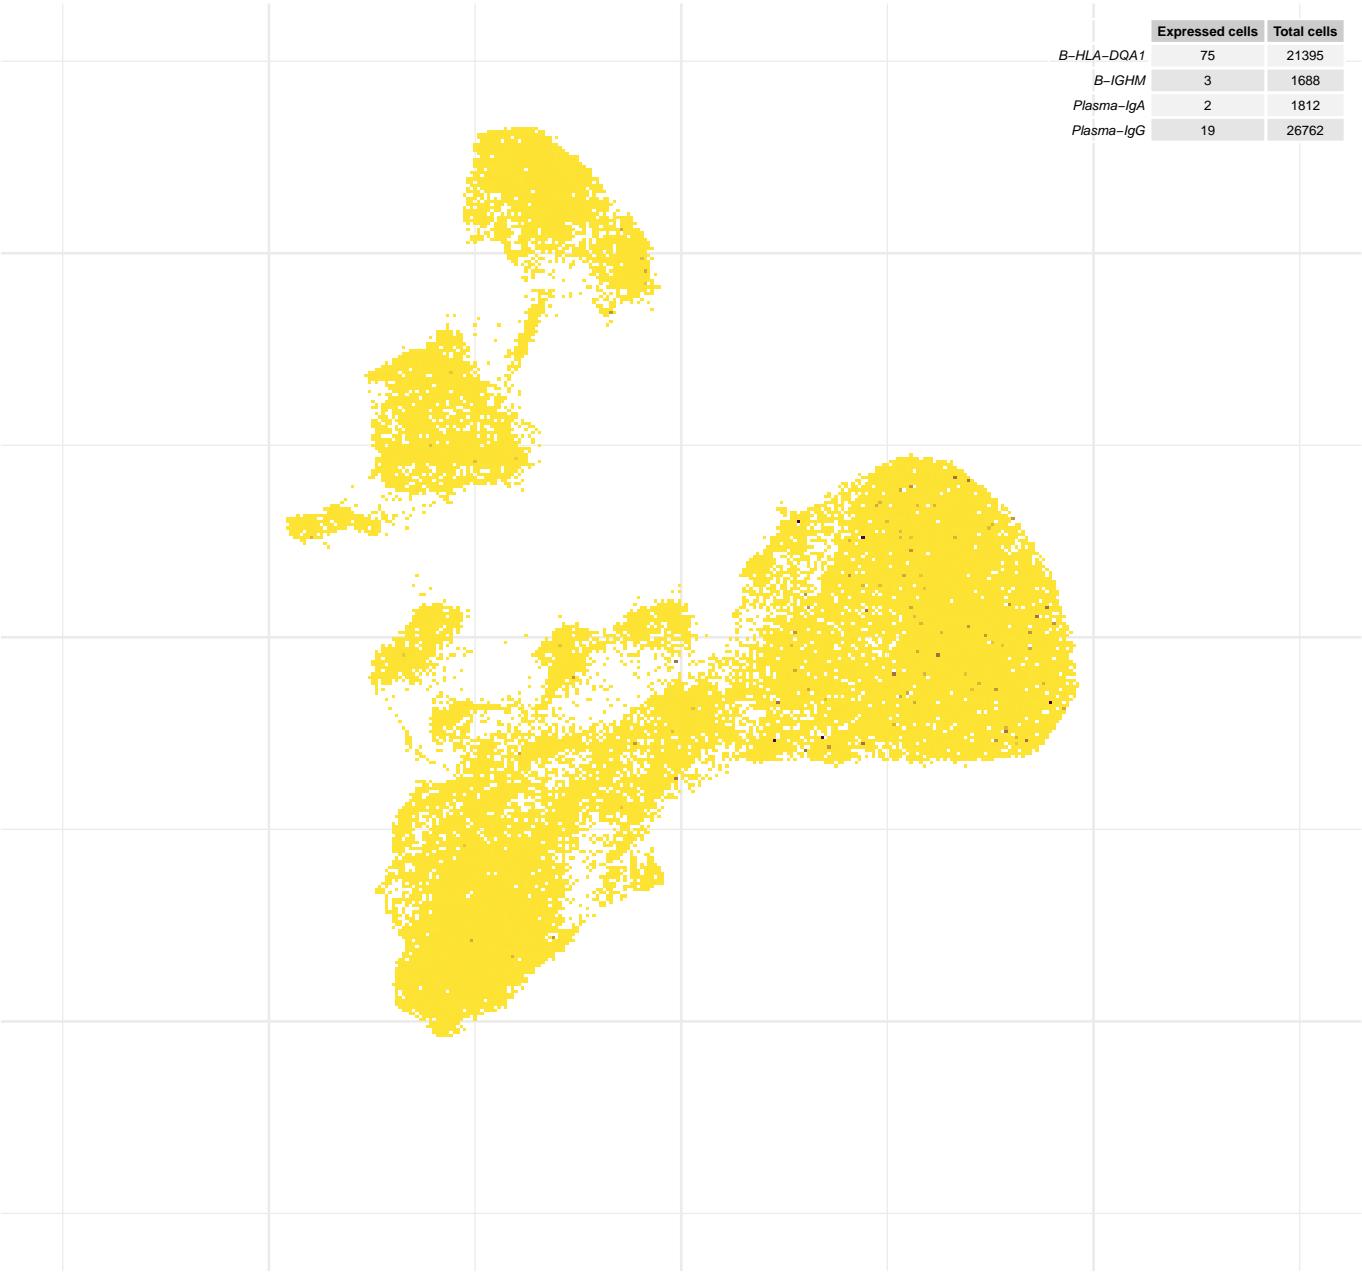 Expressed cells Total cells
B−HLA−DQA1 75 21395
B−IGHM 3 1688
Plasma−IgA 2 1812
Plasma−IgG 19 26762